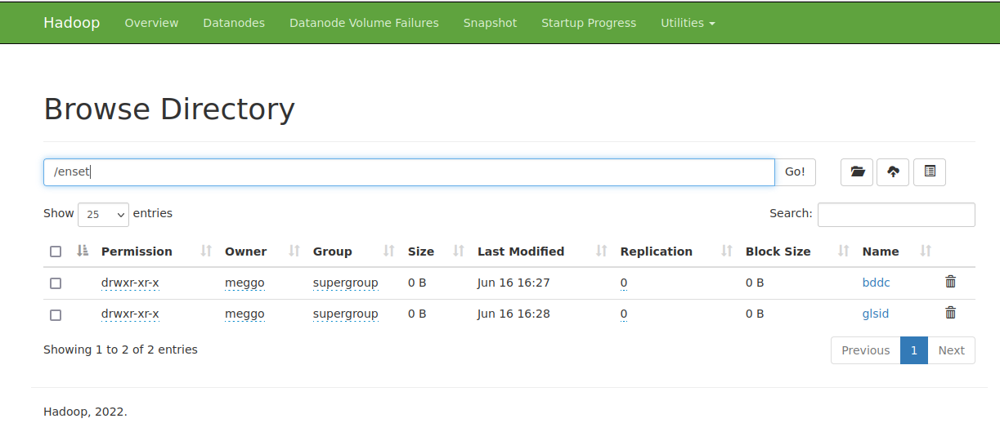 Hadoop Overview Datanodes Datanode Volume Failures Snapshot Startup Progress Utilities
Browse Directory
/enset Go!
Show 25 entries Search:
Permission Owner Group Size Last Modified Replication Block Size Name
drwxr-xr-x meggo supergroup 0 B Jun 16 16:27 0 0 B bddc
drwxr-xr-x meggo supergroup 0 B Jun 16 16:28 0 0 B glsid
Showing 1 to 2 of 2 entries Previous 1 Next
Hadoop, 2022.